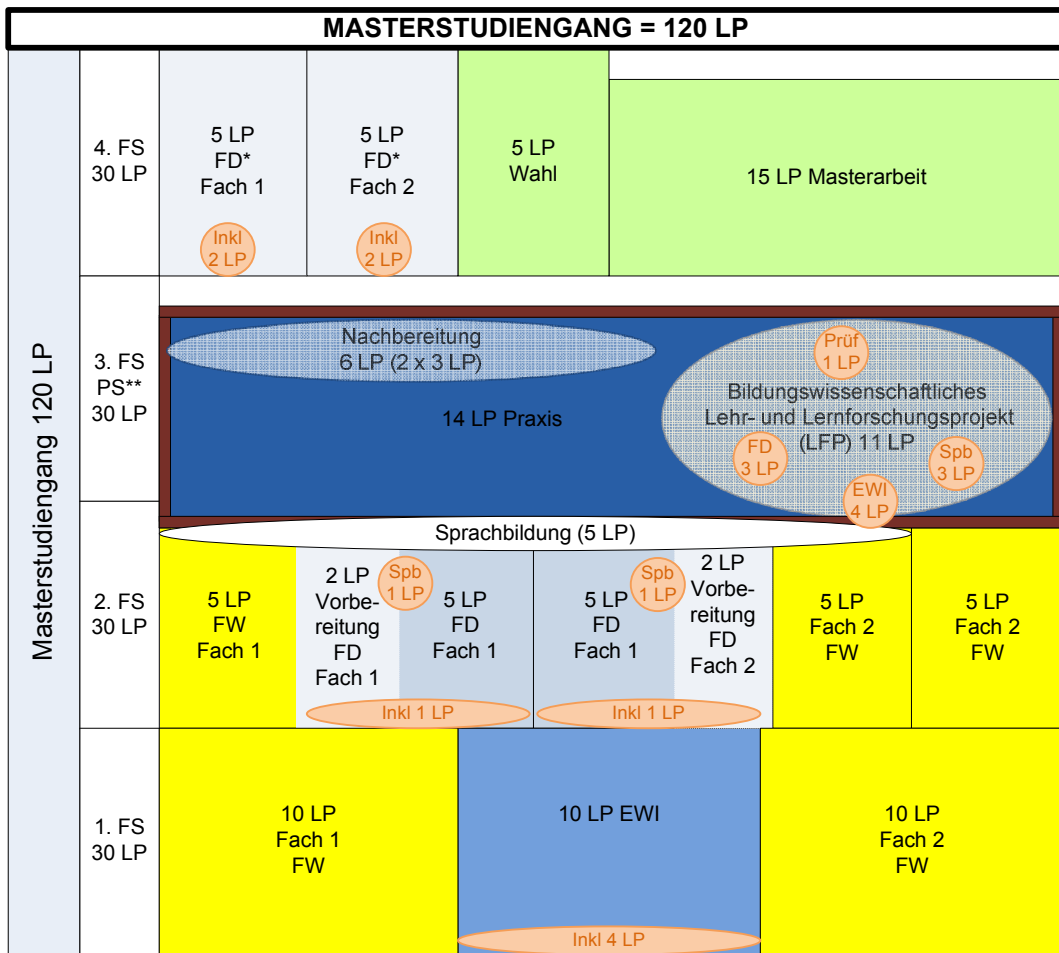 MASTERSTUDIENGANG = 120 LP
Masterstudiengang 120 LP
4. FS
30 LP
5 LP
FD*
Fach 1
Inkl
2 LP
5 LP
FD*
Fach 2
Inkl
2 LP
5 LP
Wahl
15 LP Masterarbeit
3. FS
PS**
30 LP
Nachbereitung
6 LP (2 x 3 LP)
14 LP Praxis
Prüf
1 LP
Bildungswissenschaftliches
Lehr- und Lernforschungsprojekt
(LFP) 11 LP
FD
3 LP
Spb
3 LP
EWI
4 LP
Sprachbildung (5 LP)
2. FS
30 LP
5 LP
FW
Fach 1
2 LP
Vorbe-
reitung
FD
Fach 1
Spb
1 LP
5 LP
FD
Fach 1
Inkl 1 LP
5 LP
FD
Fach 1
Spb
1 LP
2 LP
Vorbe-
reitung
FD
Fach 2
Inkl 1 LP
5 LP
Fach 2
FW
5 LP
Fach 2
FW
1. FS
30 LP
10 LP
Fach 1
FW
10 LP EWI
Inkl 4 LP
10 LP
Fach 2
FW